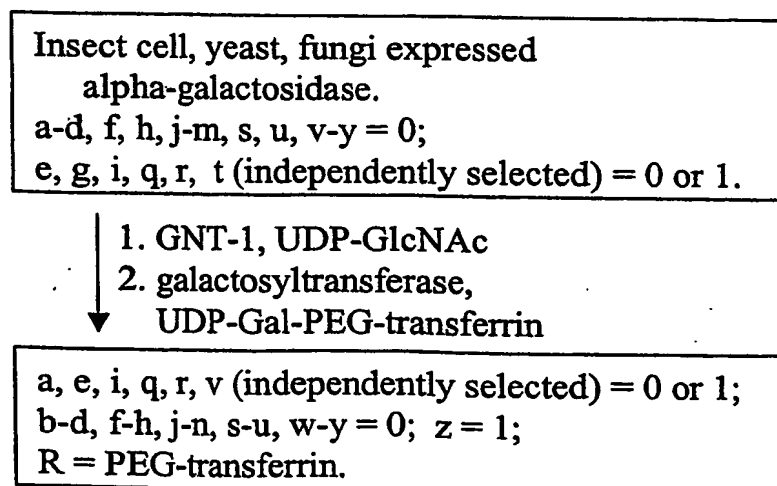 Insect cell, yeast, fungi expressed
alpha-galactosidase.
a-d, f, h, j-m, s, u, v-y = 0;
e, g, i, q, r, t (independently selected) = 0 or 1.
1. GNT-1, UDP-GlcNAc
2. galactosyltransferase,
UDP-Gal-PEG-transferrin
a, e, i, q, r, v (independently selected) = 0 or 1;
b-d, f-h, j-n, s-u, w-y = 0; z = 1;
R = PEG-transferrin.